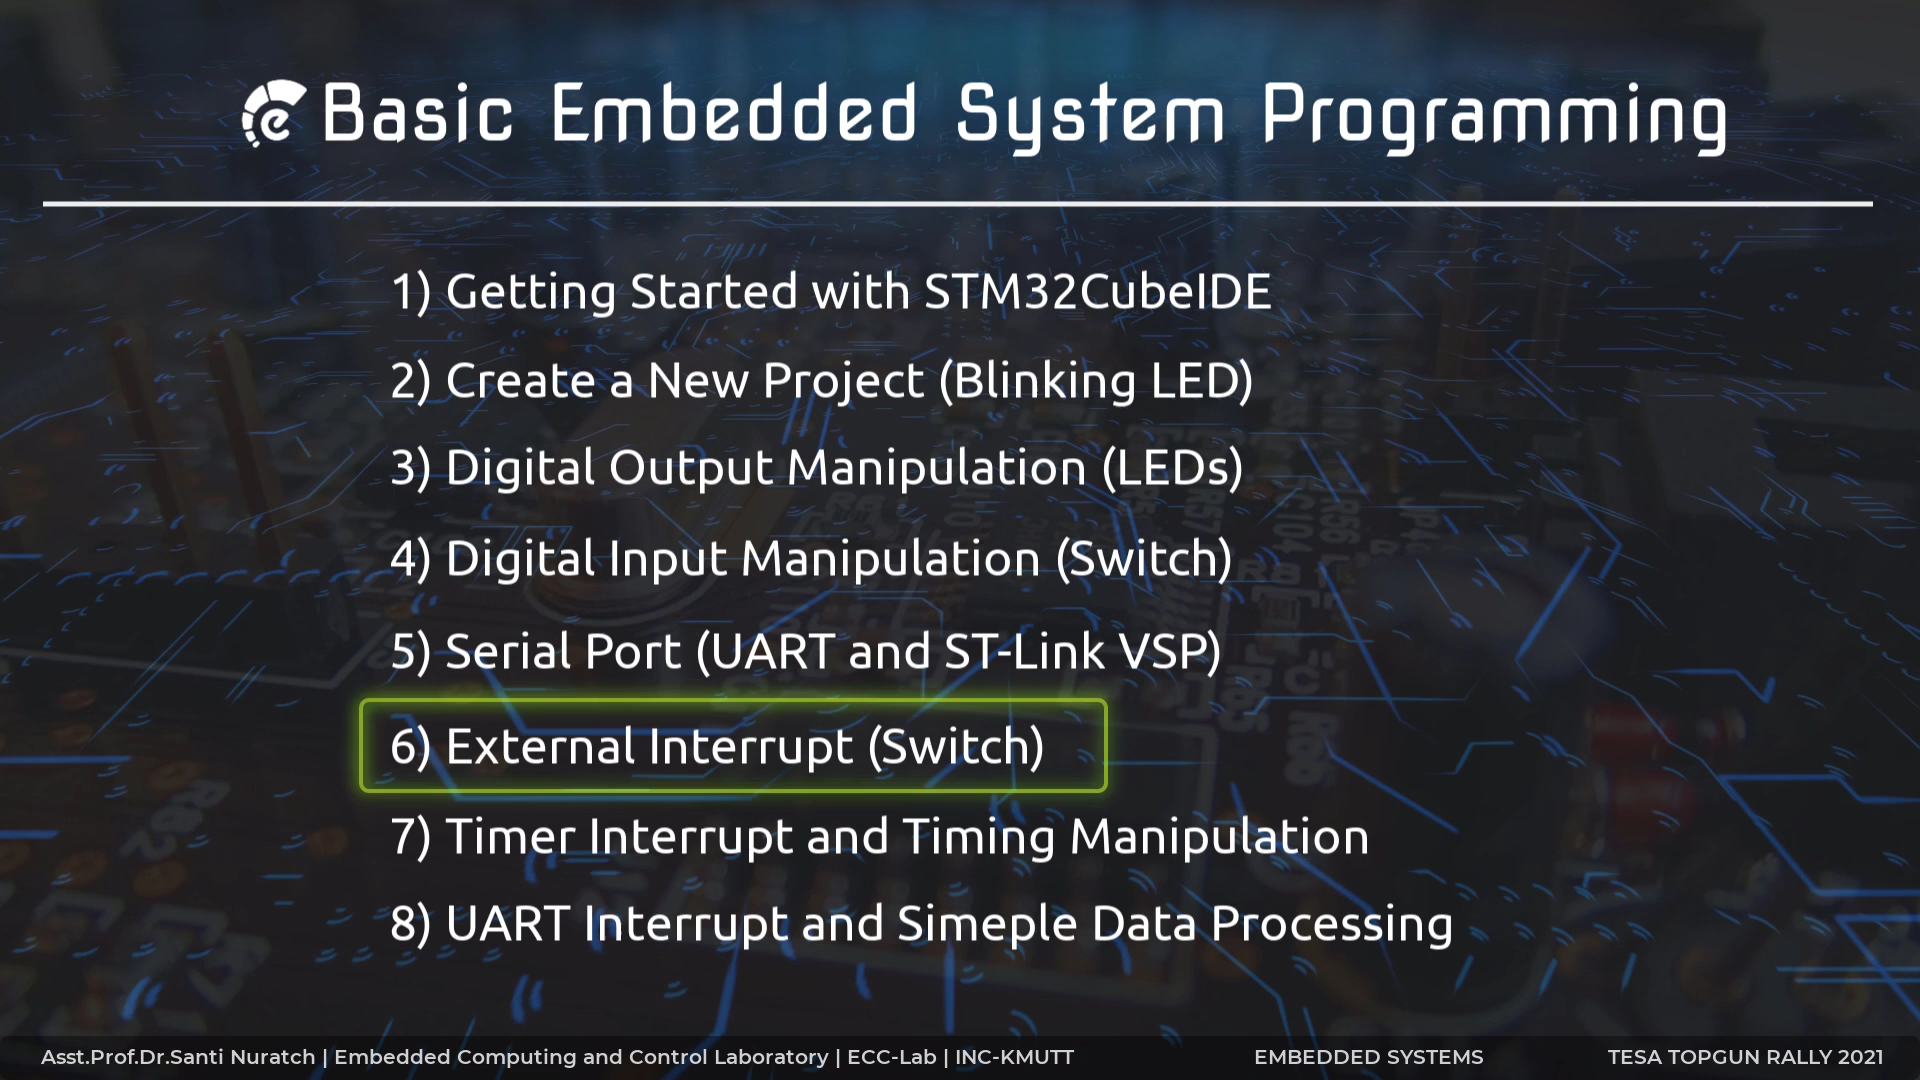 Basic Embedded System Programming
1) Getting Started with STM32CubeIDE
2) Create a New Project (Blinking LED)
3) Digital Output Manipulation (LEDs)
4) Digital Input Manipulation (Switch)
5) Serial Port (UART and ST-Link VSP)
6) External Interrupt (Switch)
7) Timer Interrupt and Timing Manipulation
8) UART Interrupt and Simeple Data Processing
Asst.Prof.Dr.Santi Nuratch | Embedded Computing and Control Laboratory | ECC-Lab | INC-KMUTT
EMBEDDED SYSTEMS
TESA TOPGUN RALLY 2021